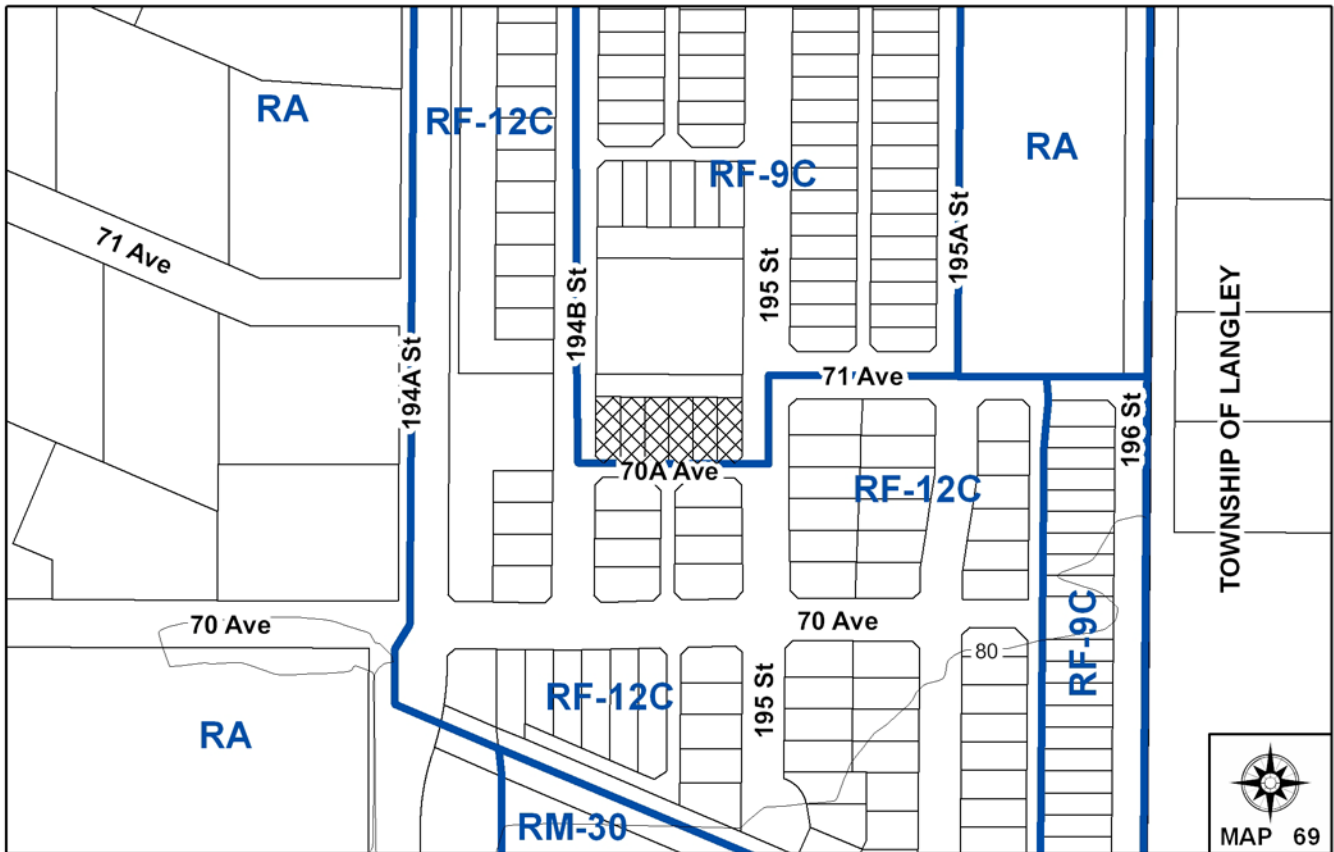 RA
RF-12C
RF-9C
RA
71 Ave
194A St
194B St
195 St
195A St
71 Ave
196 St
TOWNSHIP OF LANGLEY
70A Ave
RF-12C
70 Ave
70 Ave
80
RF-9C
RA
RF-12C
195 St
RM-30
MAP 69